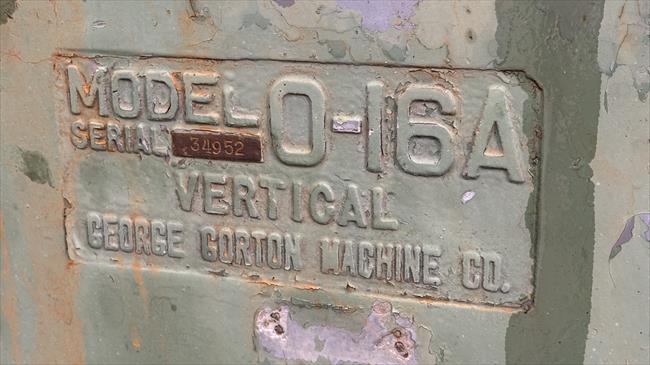 MODEL O-16A
SERIAL 34952
VERTICAL
GEORGE GORTON MACHINE CO.